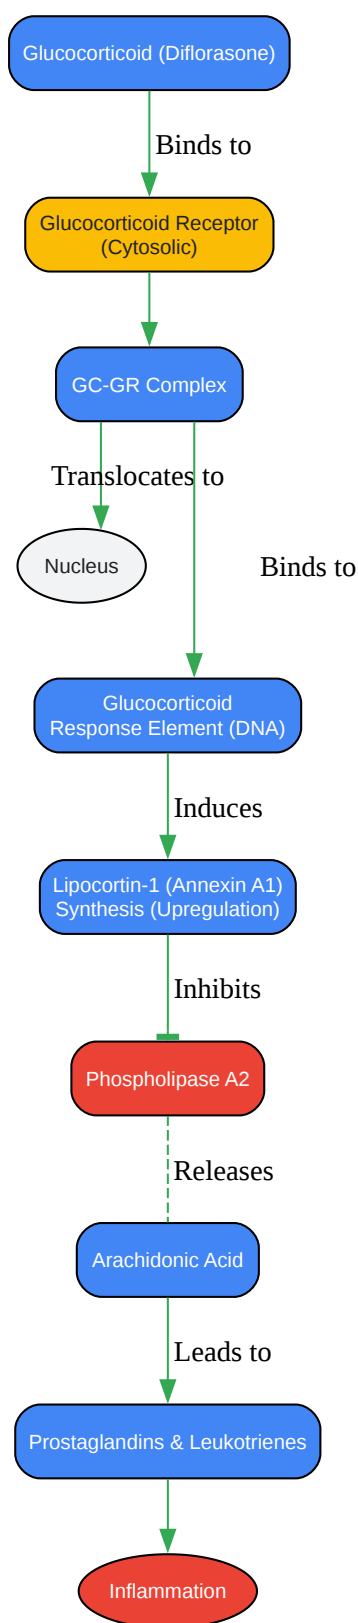 Glucocorticoid (Diflorasone)
Binds to
Glucocorticoid Receptor
(Cytosolic)
GC-GR Complex
Translocates to
Nucleus
Binds to
Glucocorticoid
Response Element (DNA)
Induces
Lipocortin-1 (Annexin A1)
Synthesis (Upregulation)
Inhibits
Phospholipase A2
Releases
Arachidonic Acid
Leads to
Prostaglandins & Leukotrienes
Inflammation